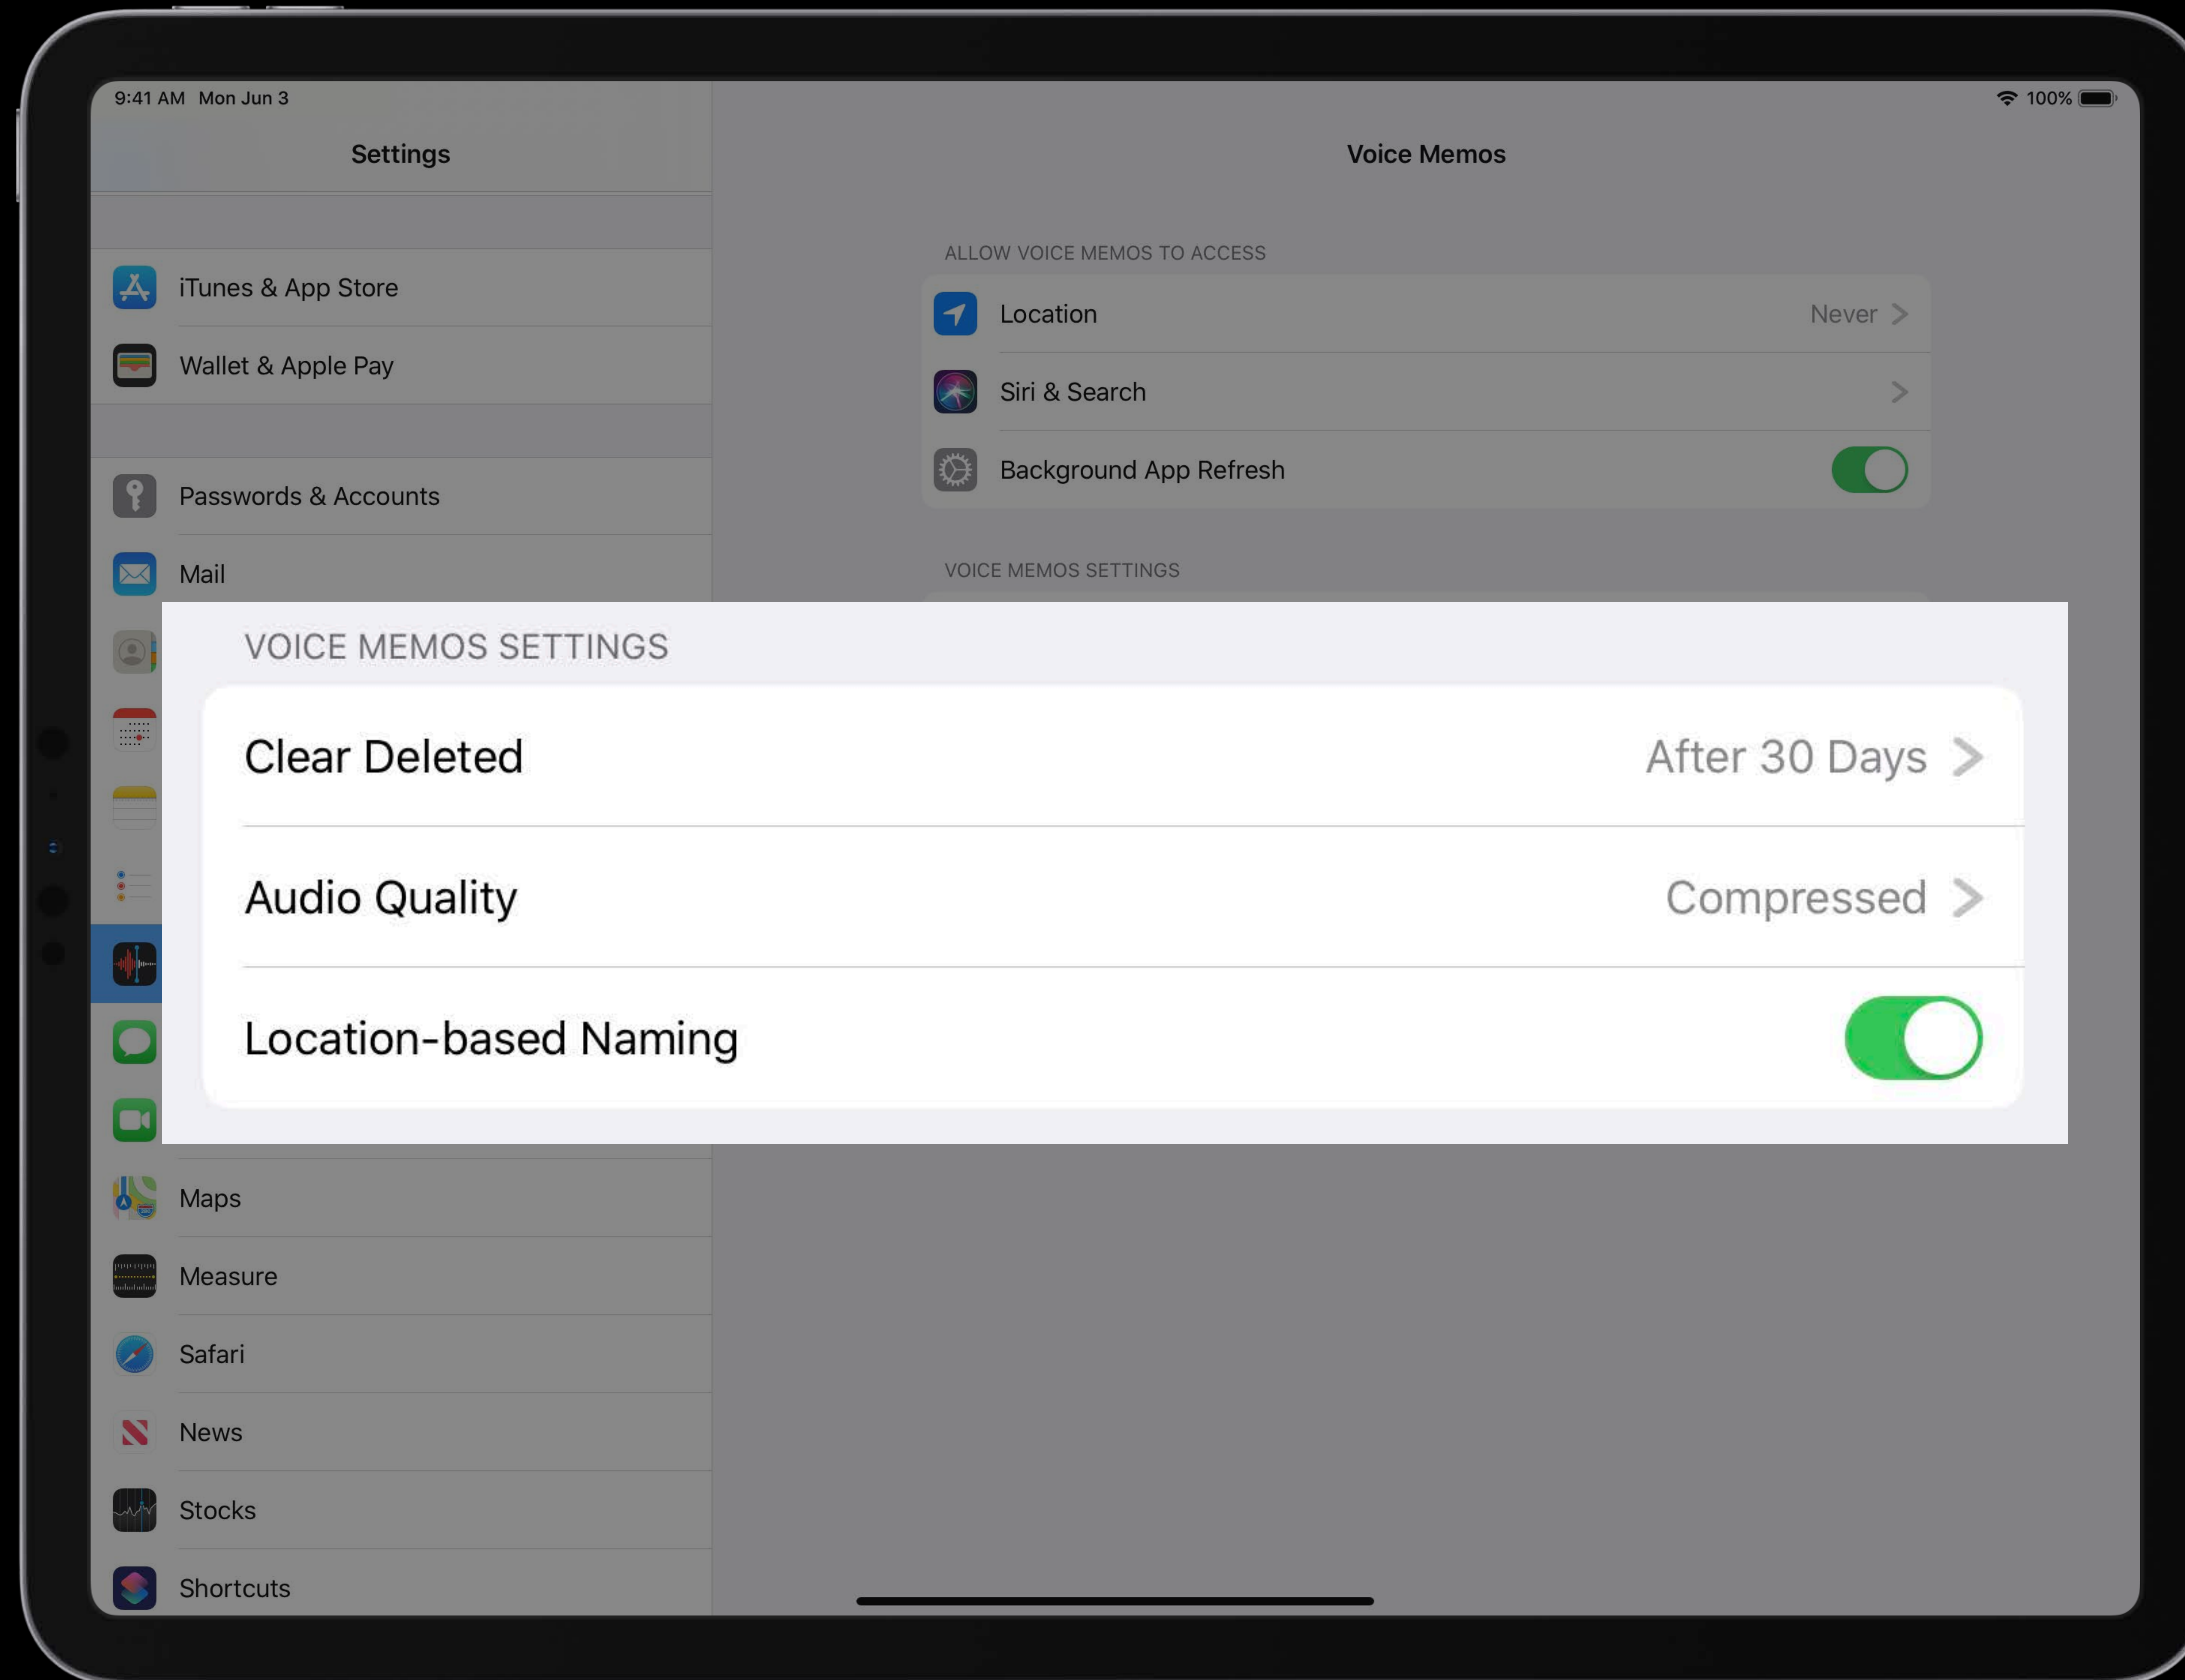 9:41 AM Mon Jun 3
100%
Settings
iTunes & App Store
Wallet & Apple Pay
Passwords & Accounts
Mail
Maps
Measure
Safari
News
Stocks
Shortcuts
Voice Memos
ALLOW VOICE MEMOS TO ACCESS
Location Never
Siri & Search
Background App Refresh
VOICE MEMOS SETTINGS
VOICE MEMOS SETTINGS
Clear Deleted After 30 Days
Audio Quality Compressed
Location-based Naming